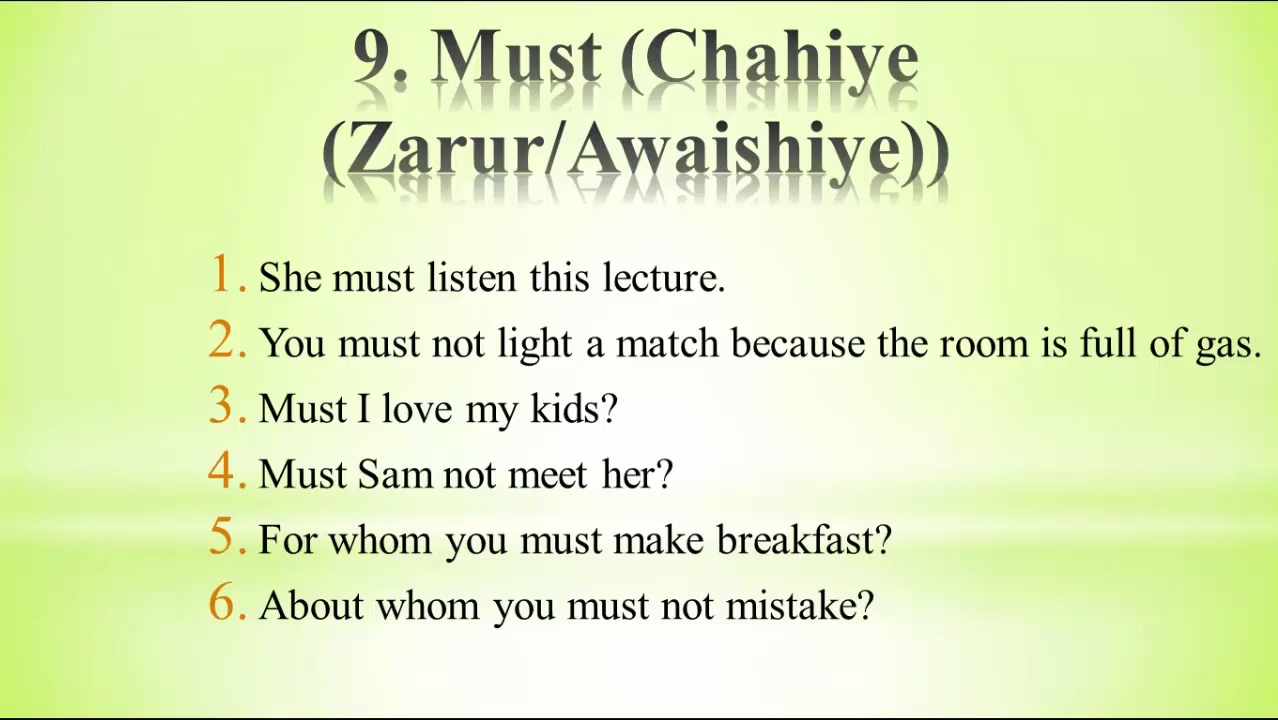 9. Must (Chahiye
(Zarur/Awaishiye))
1. She must listen this lecture.
2. You must not light a match because the room is full of gas.
3. Must I love my kids?
4. Must Sam not meet her?
5. For whom you must make breakfast?
6. About whom you must not mistake?